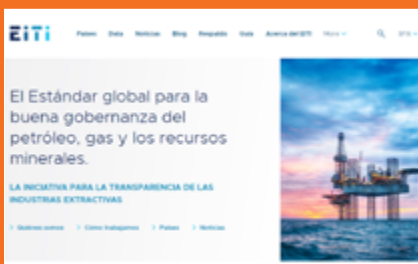 EITI
Países Data Noticias Blog Respaldo Guía Acerca del EITI More
El Estándar global para la
buena gobernanza del
petróleo, gas y los recursos
minerales.
LA INICIATIVA PARA LA TRANSPARENCIA DE LAS
INDUSTRIAS EXTRACTIVAS
Quiénes somos Cómo trabajamos Países Noticias